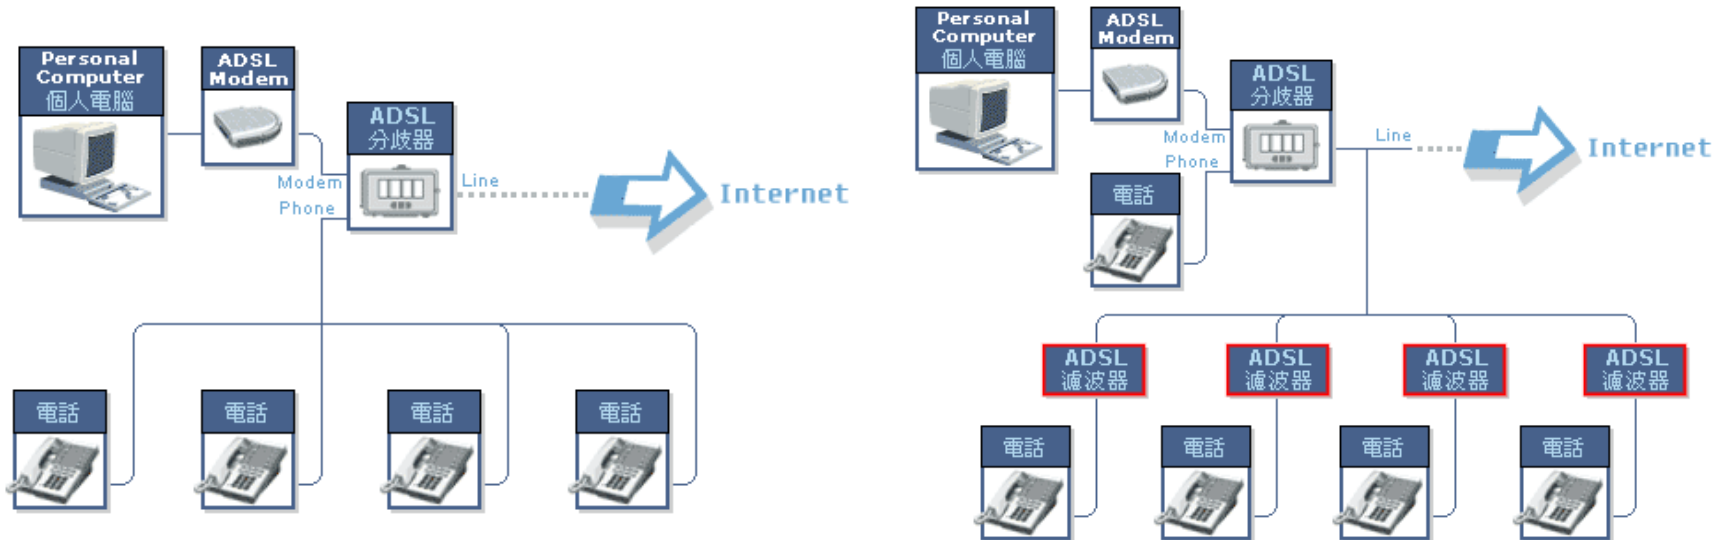 Personal
Computer
個人電腦
ADSL
Modem
ADSL
分歧器
Modem
Phone
Line
Internet
電話
電話
電話
電話
Personal
Computer
個人電腦
ADSL
Modem
ADSL
分歧器
Modem
Phone
Line
Internet
電話
ADSL
濾波器
ADSL
濾波器
ADSL
濾波器
ADSL
濾波器
電話
電話
電話
電話